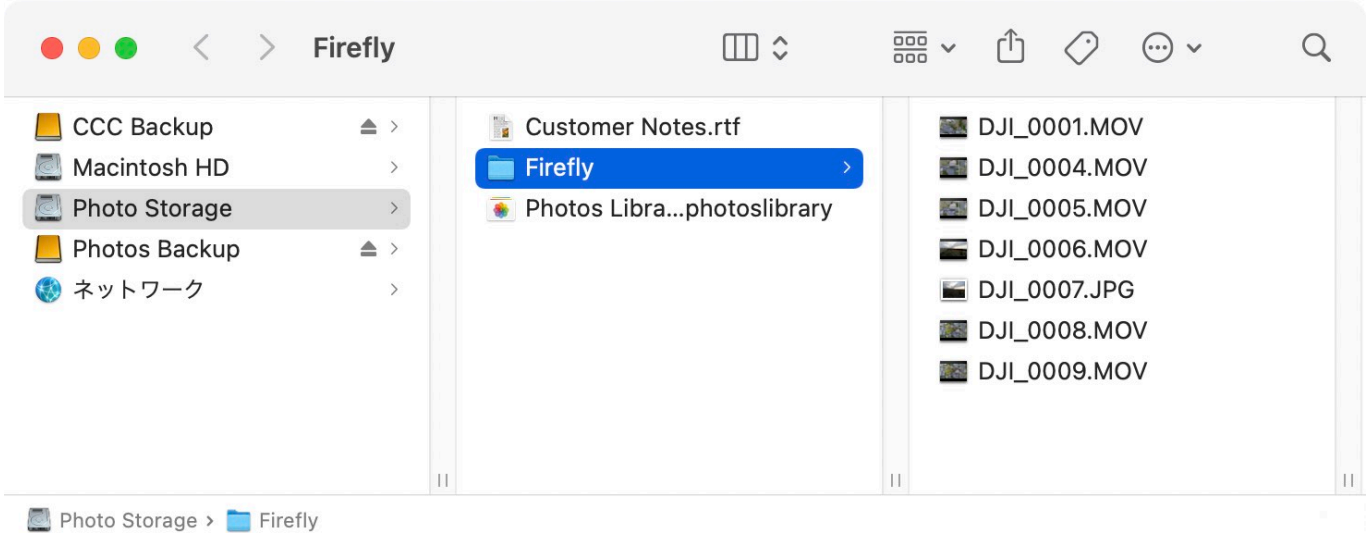 Firefly
CCC Backup
Macintosh HD
Photo Storage
Photos Backup
ネットワーク
Customer Notes.rtf
Firefly
Photos Libra...photoslibrary
DJI_0001.MOV
DJI_0004.MOV
DJI_0005.MOV
DJI_0006.MOV
DJI_0007.JPG
DJI_0008.MOV
DJI_0009.MOV
Photo Storage › Firefly